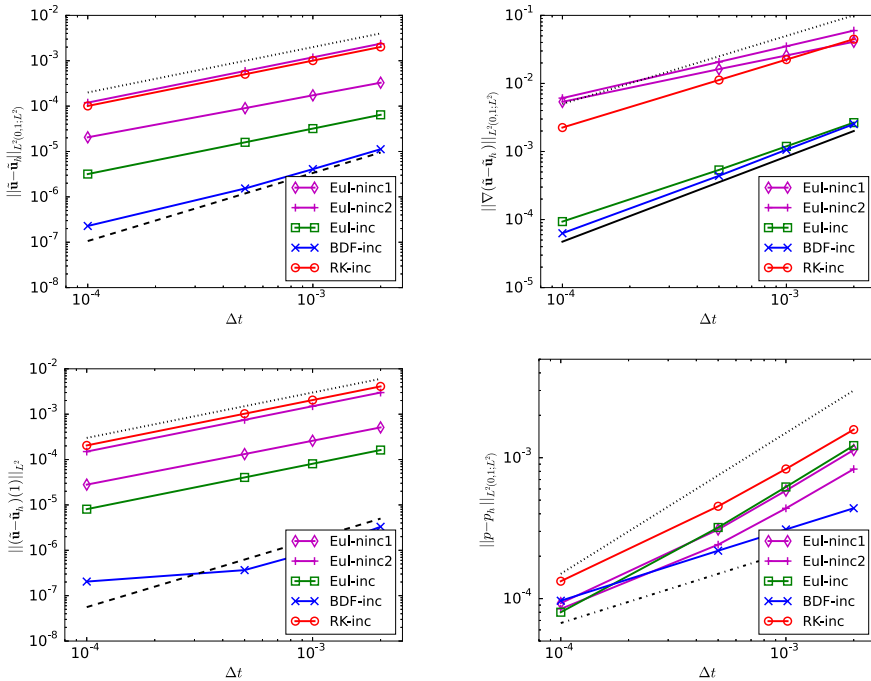 10⁻²
10⁻³
10⁻⁴
10⁻⁵
10⁻⁶
10⁻⁷
10⁻⁸
||ũ−ũ_h||_{L²(0,1;L²)}
Eul-ninc1
Eul-ninc2
Eul-inc
BDF-inc
RK-inc
10⁻⁴
10⁻³
Δt
10⁻¹
10⁻²
10⁻³
10⁻⁴
10⁻⁵
||∇(ũ−ũ_h)||_{L²(0,1;L²)}
Eul-ninc1
Eul-ninc2
Eul-inc
BDF-inc
RK-inc
10⁻⁴
10⁻³
Δt
10⁻²
10⁻³
10⁻⁴
10⁻⁵
10⁻⁶
10⁻⁷
10⁻⁸
||(ũ−ũ_h)(1)||_{L²}
Eul-ninc1
Eul-ninc2
Eul-inc
BDF-inc
RK-inc
10⁻⁴
10⁻³
Δt
10⁻³
10⁻⁴
||p−p_h||_{L²(0,1;L²)}
Eul-ninc1
Eul-ninc2
Eul-inc
BDF-inc
RK-inc
10⁻⁴
10⁻³
Δt